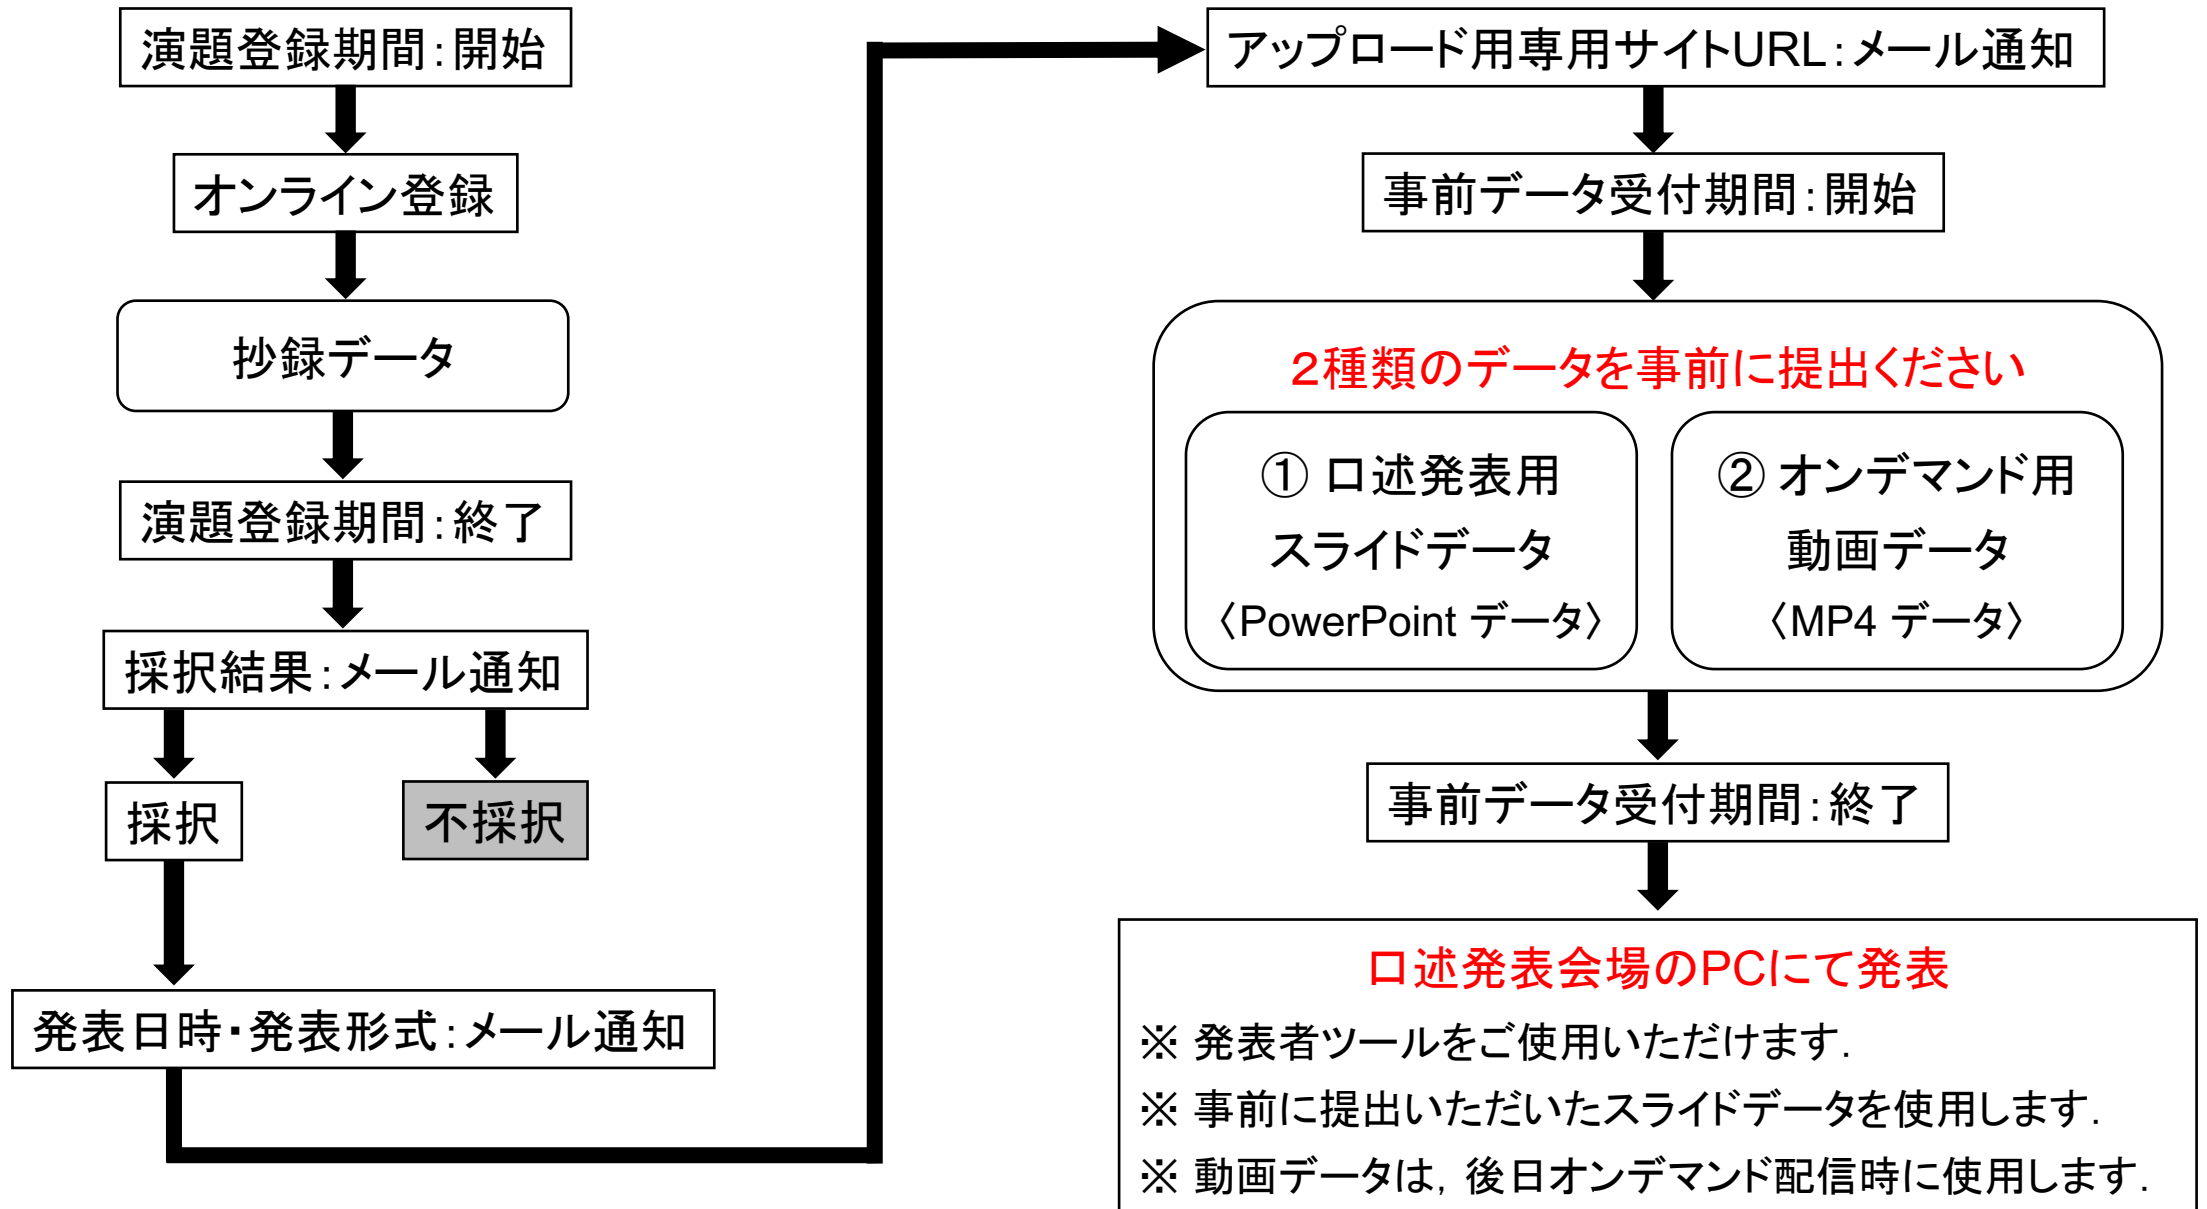 演題登録期間：開始
オンライン登録
抄録データ
演題登録期間：終了
採択結果：メール通知
採択
不採択
発表日時・発表形式：メール通知
アップロード用専用サイトURL：メール通知
事前データ受付期間：開始
２種類のデータを事前に提出ください
① 口述発表用
スライドデータ
〈PowerPoint データ〉
② オンデマンド用
動画データ
〈MP4 データ〉
事前データ受付期間：終了
口述発表会場のPCにて発表
※ 発表者ツールをご使用いただけます．
※ 事前に提出いただいたスライドデータを使用します．
※ 動画データは，後日オンデマンド配信時に使用します．